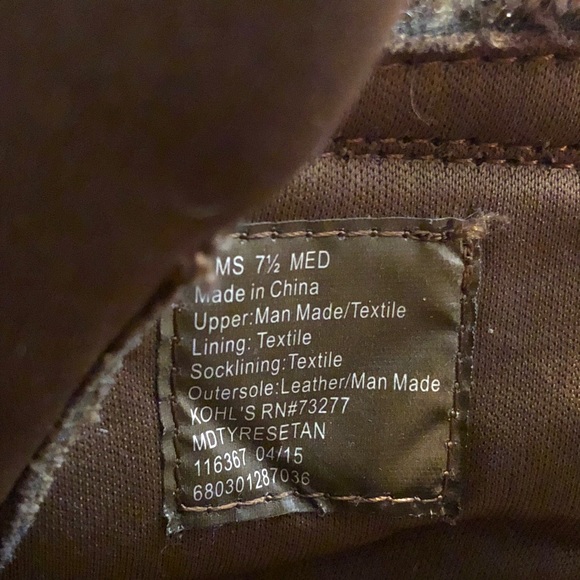 MS 7½ MED
Made in China
Upper:Man Made/Textile
Lining: Textile
Socklining:Textile
Outersole:Leather/Man Made
KOHL'S RN#73277
MDTYRESETAN
116367 04/15
680301287036